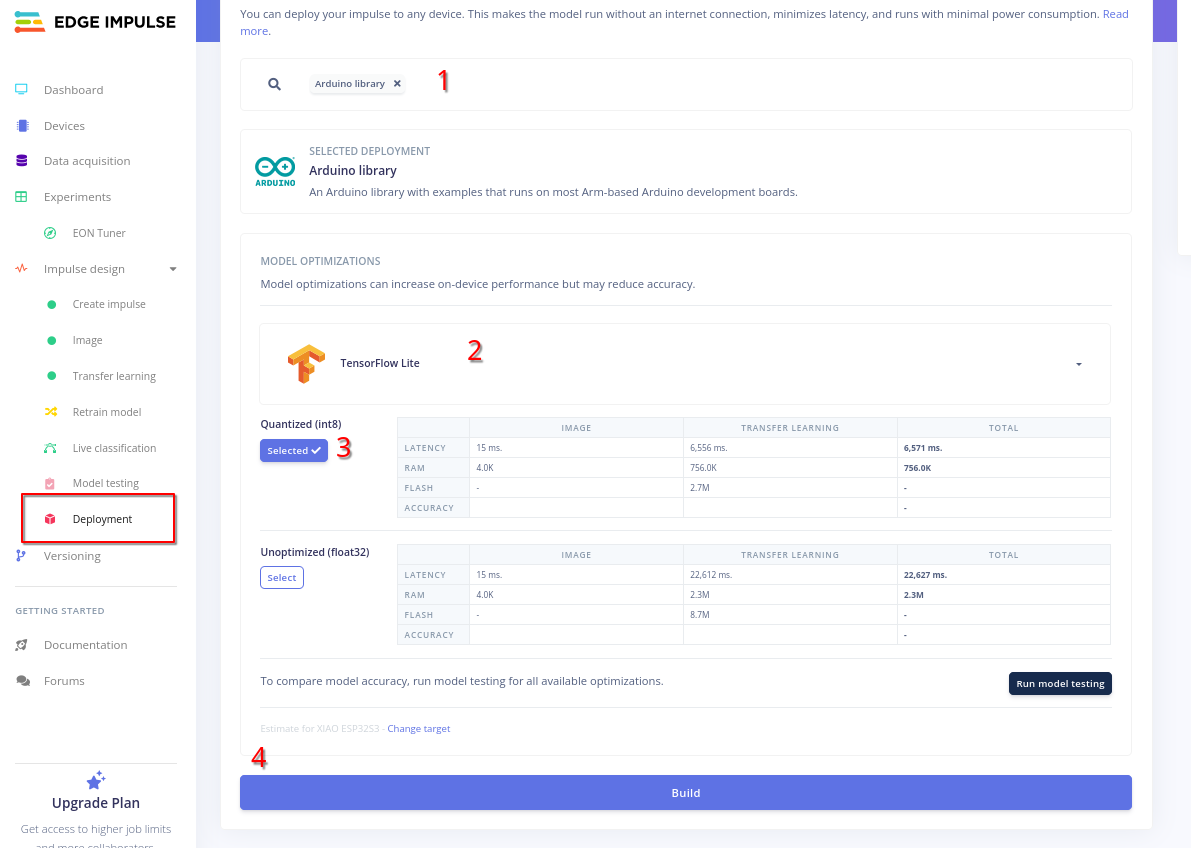 EDGE IMPULSE
Dashboard
Devices
Data acquisition
Experiments
EON Tuner
Impulse design
Create impulse
Image
Transfer learning
Retrain model
Live classification
Model testing
Deployment
Versioning
GETTING STARTED
Documentation
Forums
Upgrade Plan
Get access to higher job limits
and more collaborators.
You can deploy your impulse to any device. This makes the model run without an internet connection, minimizes latency, and runs with minimal power consumption. Read
more.
Arduino library ✕ 1
ARDUINO
SELECTED DEPLOYMENT
Arduino library
An Arduino library with examples that runs on most Arm-based Arduino development boards.
MODEL OPTIMIZATIONS
Model optimizations can increase on-device performance but may reduce accuracy.
TensorFlow Lite 2
Quantized (int8)
Selected ✓ 3
IMAGE TRANSFER LEARNING TOTAL
LATENCY 15 ms. 6,556 ms. 6,571 ms.
RAM 4.0K 756.0K 756.0K
FLASH - 2.7M -
ACCURACY -
Unoptimized (float32)
Select
IMAGE TRANSFER LEARNING TOTAL
LATENCY 15 ms. 22,612 ms. 22,627 ms.
RAM 4.0K 2.3M 2.3M
FLASH - 8.7M -
ACCURACY -
To compare model accuracy, run model testing for all available optimizations. Run model testing
Estimate for XIAO ESP32S3 - Change target
4
Build